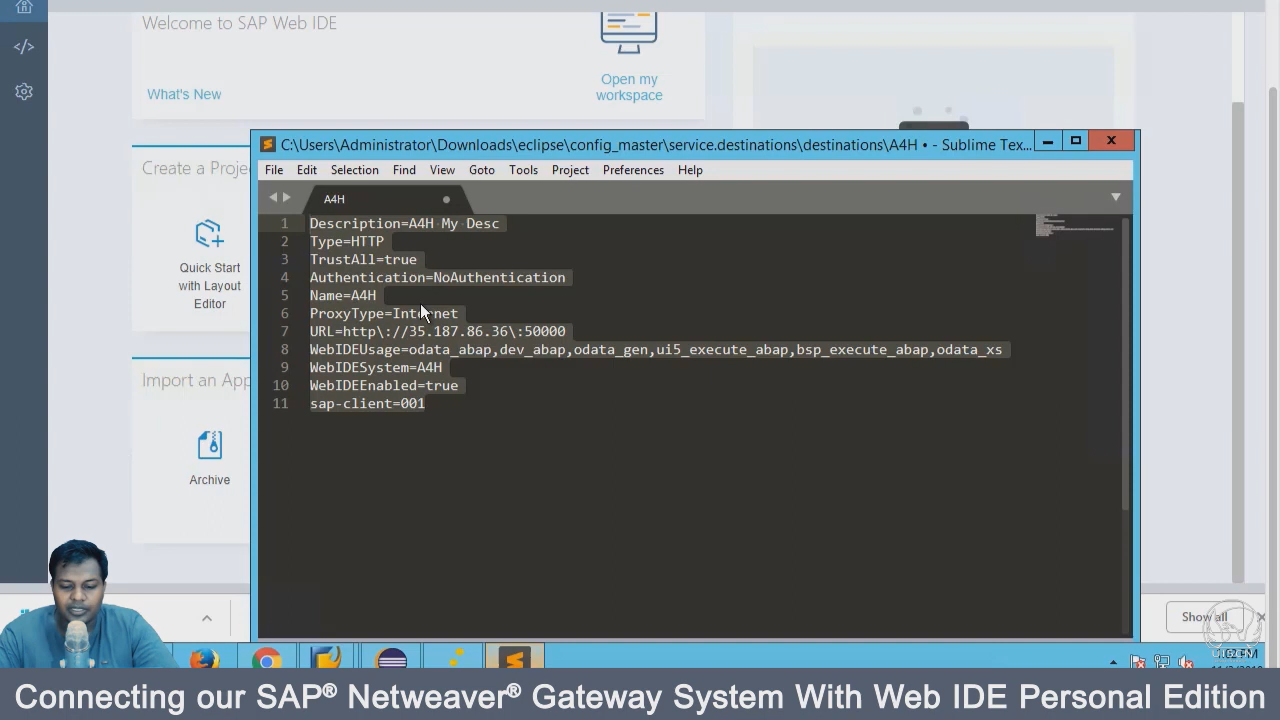 Welcome to SAP Web IDE
What's New
Open my
workspace
Create a Proje
Quick Start
with Layout
Editor
Import an App
Archive
C:\Users\Administrator\Downloads\eclipse\config_master\service.destinations\destinations\A4H • - Sublime Tex...
File Edit Selection Find View Goto Tools Project Preferences Help
A4H
1 Description=A4H My Desc
2 Type=HTTP
3 TrustAll=true
4 Authentication=NoAuthentication
5 Name=A4H
6 ProxyType=Internet
7 URL=http\://35.187.86.36\:50000
8 WebIDEUsage=odata_abap,dev_abap,odata_gen,ui5_execute_abap,bsp_execute_abap,odata_xs
9 WebIDESystem=A4H
10 WebIDEEnabled=true
11 sap-client=001
Show all
Connecting our SAP® Netweaver® Gateway System With Web IDE Personal Edition